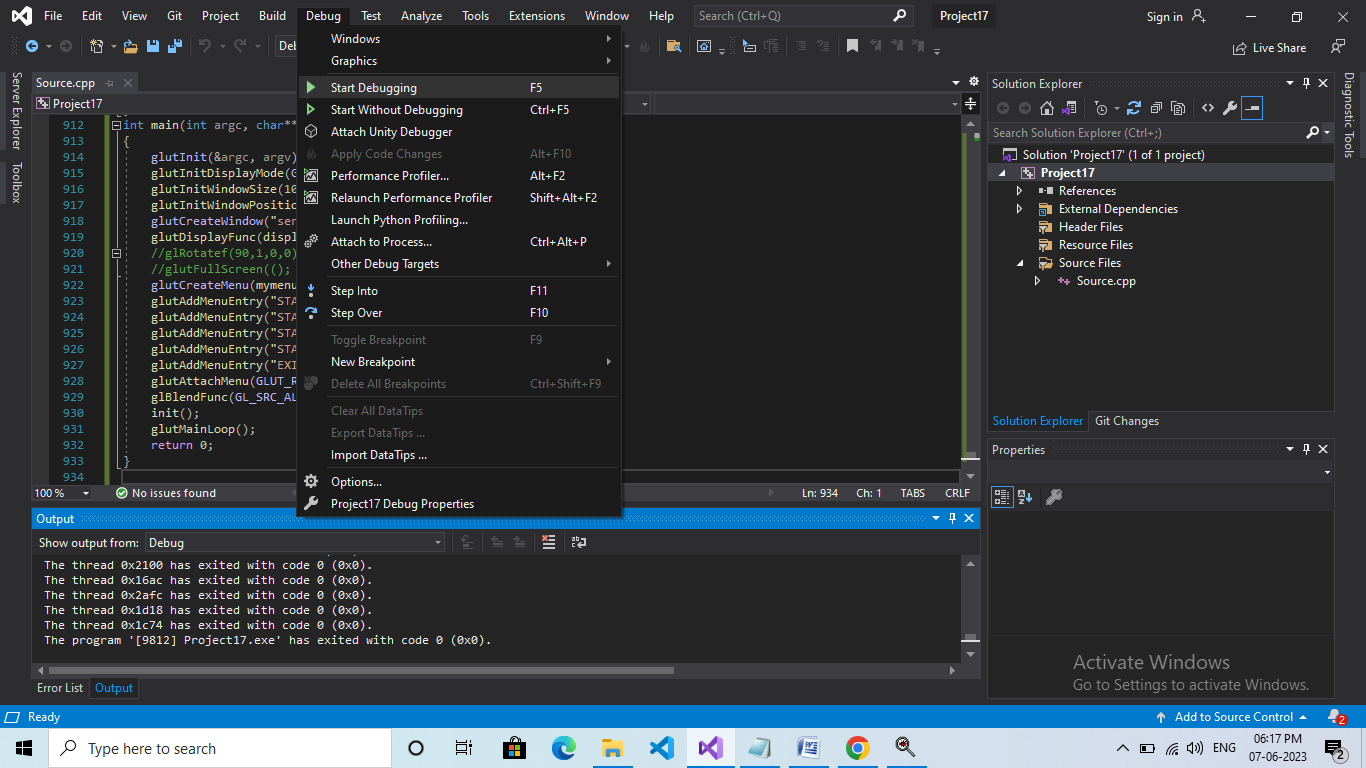 File Edit View Git Project Build Debug Test Analyze Tools Extensions Window Help Search (Ctrl+Q) Project17 Sign in
Live Share
Server Explorer
Toolbox
Source.cpp
Project17
912 int main(int argc, char**
913 {
914 glutInit(&argc, argv)
915 glutInitDisplayMode(G
916 glutInitWindowSize(10
917 glutInitWindowPositic
918 glutCreateWindow("ser
919 glutDisplayFunc(displ
920 //glRotatef(90,1,0,0)
921 //glutFullScreen(();
922 glutCreateMenu(mymenu
923 glutAddMenuEntry("STA
924 glutAddMenuEntry("STA
925 glutAddMenuEntry("STA
926 glutAddMenuEntry("STA
927 glutAddMenuEntry("EXI
928 glutAttachMenu(GLUT_R
929 glBlendFunc(GL_SRC_AL
930 init();
931 glutMainLoop();
932 return 0;
933 }
934
100 % No issues found Ln: 934 Ch: 1 TABS CRLF
Windows
Graphics
Start Debugging F5
Start Without Debugging Ctrl+F5
Attach Unity Debugger
Apply Code Changes Alt+F10
Performance Profiler... Alt+F2
Relaunch Performance Profiler Shift+Alt+F2
Launch Python Profiling...
Attach to Process... Ctrl+Alt+P
Other Debug Targets
Step Into F11
Step Over F10
Toggle Breakpoint F9
New Breakpoint
Delete All Breakpoints Ctrl+Shift+F9
Clear All DataTips
Export DataTips ...
Import DataTips ...
Options...
Project17 Debug Properties
Solution Explorer
Search Solution Explorer (Ctrl+;)
Solution 'Project17' (1 of 1 project)
Project17
References
External Dependencies
Header Files
Resource Files
Source Files
Source.cpp
Solution Explorer Git Changes
Diagnostic Tools
Properties
Output
Show output from: Debug
The thread 0x2100 has exited with code 0 (0x0).
The thread 0x16ac has exited with code 0 (0x0).
The thread 0x2afc has exited with code 0 (0x0).
The thread 0x1d18 has exited with code 0 (0x0).
The thread 0x1c74 has exited with code 0 (0x0).
The program '[9812] Project17.exe' has exited with code 0 (0x0).
Error List Output
Activate Windows
Go to Settings to activate Windows.
Ready Add to Source Control 2
Type here to search ENG
06:17 PM
07-06-2023
2